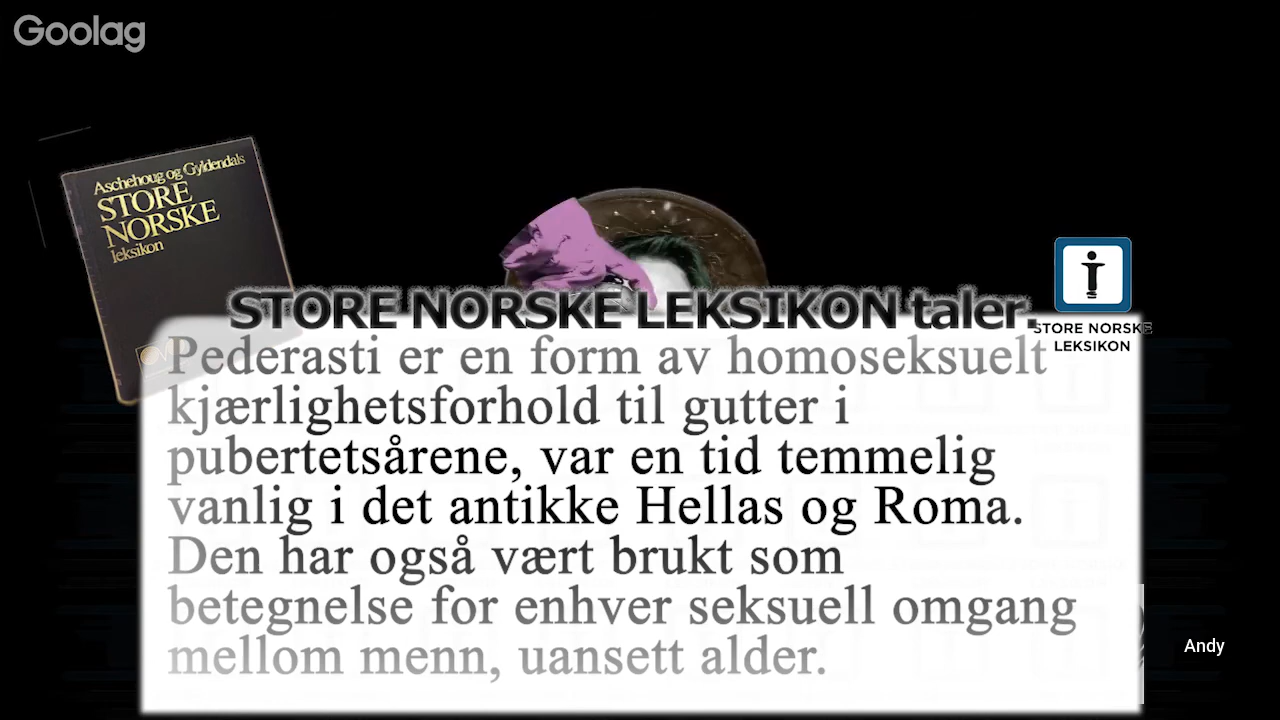 Goolag
Aschehoug og Gyldendals
STORE
NORSKE
leksikon
STORE NORSKE LEKSIKON taler.
STORE NORSKE
LEKSIKON
Pederasti er en form av homoseksuelt
kjærlighetsforhold til gutter i
pubertetsårene, var en tid temmelig
vanlig i det antikke Hellas og Roma.
Den har også vært brukt som
betegnelse for enhver seksuell omgang
mellom menn, uansett alder.
Andy